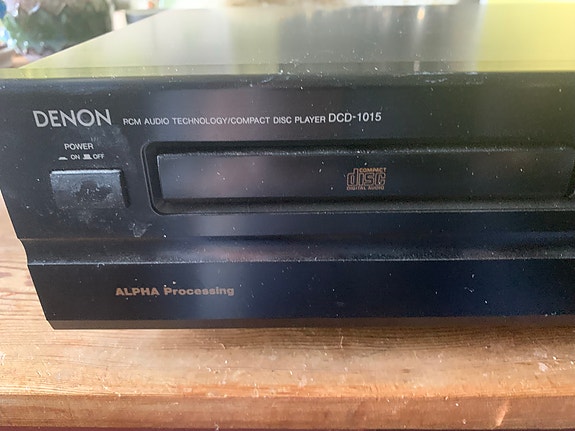 DENON PCM AUDIO TECHNOLOGY/COMPACT DISC PLAYER DCD-1015
POWER
ON OFF
COMPACT
disc
DIGITAL AUDIO
ALPHA Processing